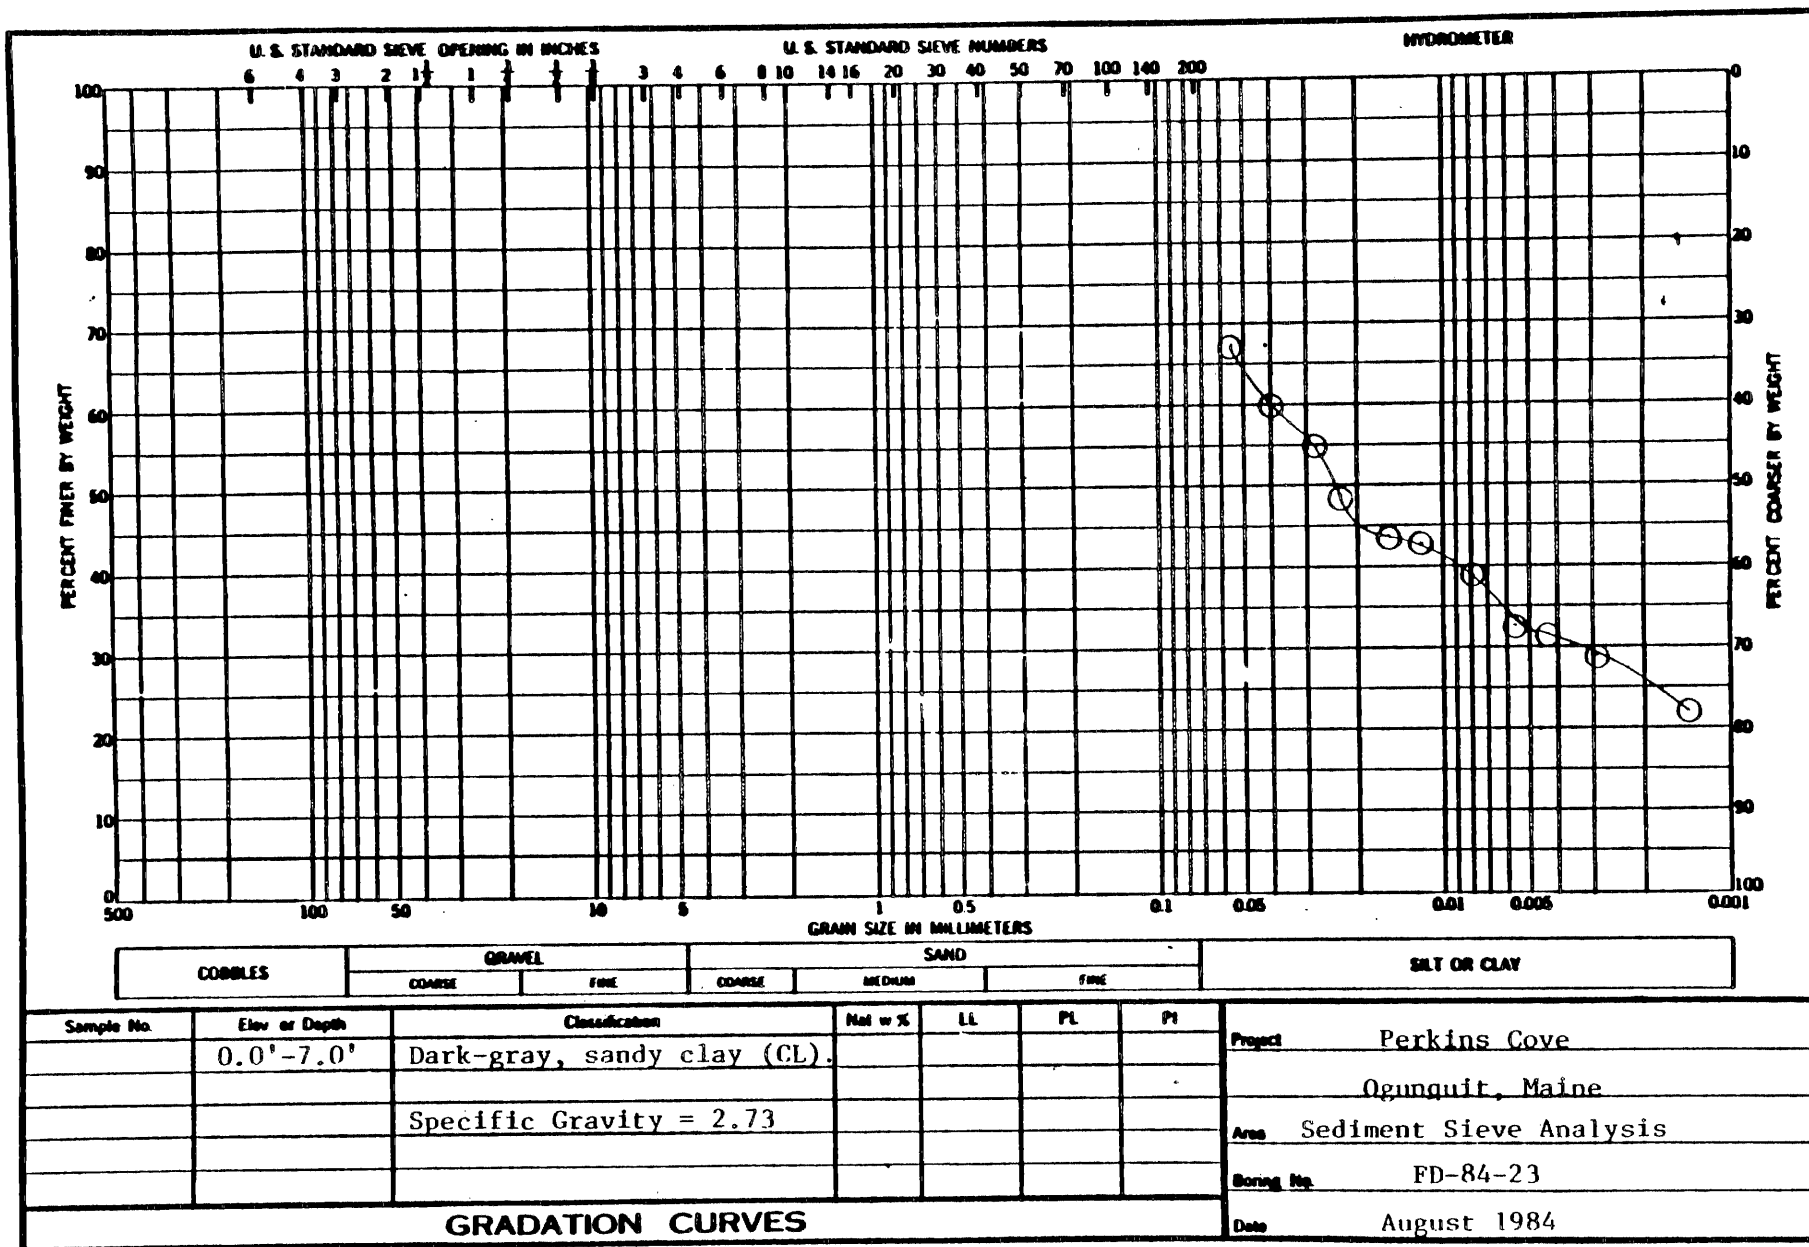 U. S. STANDARD SIEVE OPENING IN INCHES U. S. STANDARD SIEVE NUMBERS HYDROMETER
6 4 3 2 1½ 1 3 4 6 8 10 14 16 20 30 40 50 70 100 140 200
100 90 80 70 60 50 40 30 20 10 0
PERCENT FINER BY WEIGHT
0 10 20 30 40 50 60 70 80 90 100
PERCENT COARSER BY WEIGHT
500 100 50 10 5 1 0.5 0.1 0.05 0.01 0.005 0.001
GRAIN SIZE IN MILLIMETERS
COBBLES GRAVEL SAND SILT OR CLAY
COARSE FINE COARSE MEDIUM FINE
Sample No. Elev or Depth Classification Nat w % LL PL PI
0.0'-7.0' Dark-gray, sandy clay (CL).
Specific Gravity = 2.73
Project Perkins Cove
Ogunquit, Maine
Area Sediment Sieve Analysis
Boring No. FD-84-23
GRADATION CURVES
Date August 1984